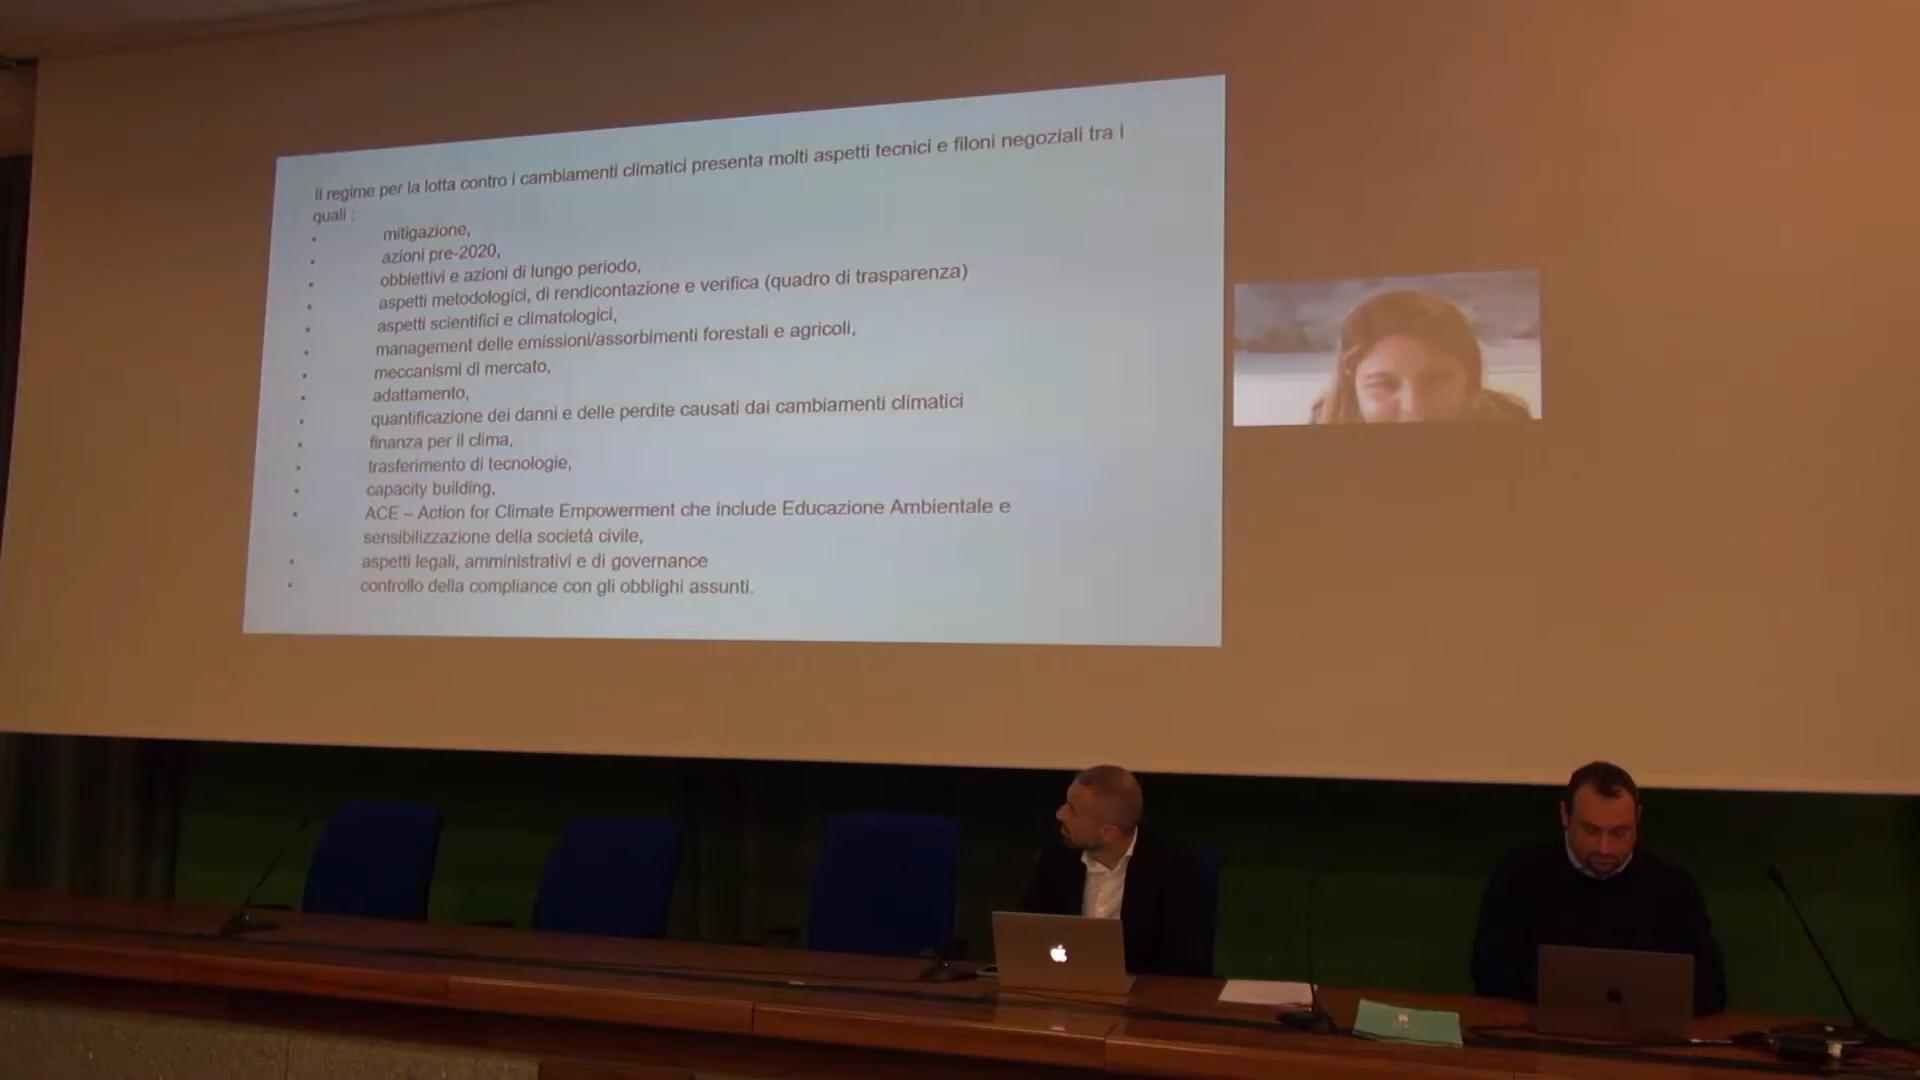 Il regime per la lotta contro i cambiamenti climatici presenta molti aspetti tecnici e filoni negoziali tra i
quali :
• mitigazione,
• azioni pre-2020,
• obbiettivi e azioni di lungo periodo,
• aspetti metodologici, di rendicontazione e verifica (quadro di trasparenza)
• aspetti scientifici e climatologici,
• management delle emissioni/assorbimenti forestali e agricoli,
• meccanismi di mercato,
• adattamento,
• quantificazione dei danni e delle perdite causati dai cambiamenti climatici
• finanza per il clima,
• trasferimento di tecnologie,
• capacity building,
• ACE – Action for Climate Empowerment che include Educazione Ambientale e
sensibilizzazione della società civile,
• aspetti legali, amministrativi e di governance
• controllo della compliance con gli obblighi assunti.